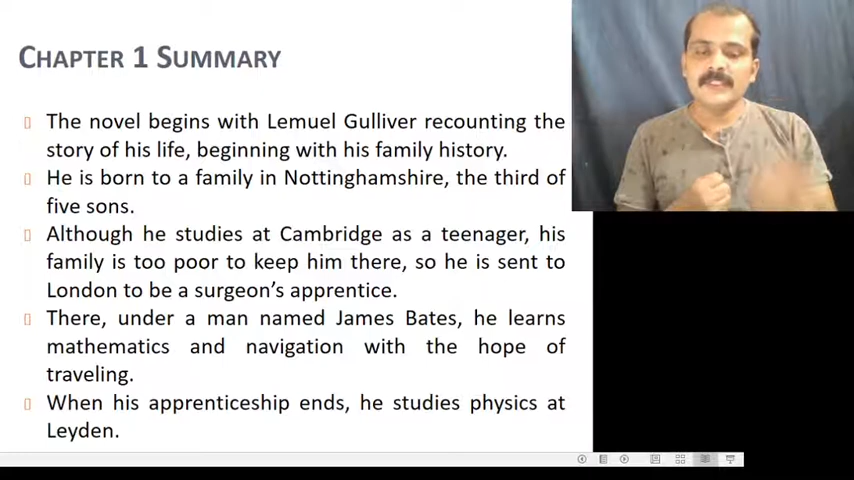 CHAPTER 1 SUMMARY
The novel begins with Lemuel Gulliver recounting the
story of his life, beginning with his family history.
He is born to a family in Nottinghamshire, the third of
five sons.
Although he studies at Cambridge as a teenager, his
family is too poor to keep him there, so he is sent to
London to be a surgeon's apprentice.
There, under a man named James Bates, he learns
mathematics and navigation with the hope of
traveling.
When his apprenticeship ends, he studies physics at
Leyden.